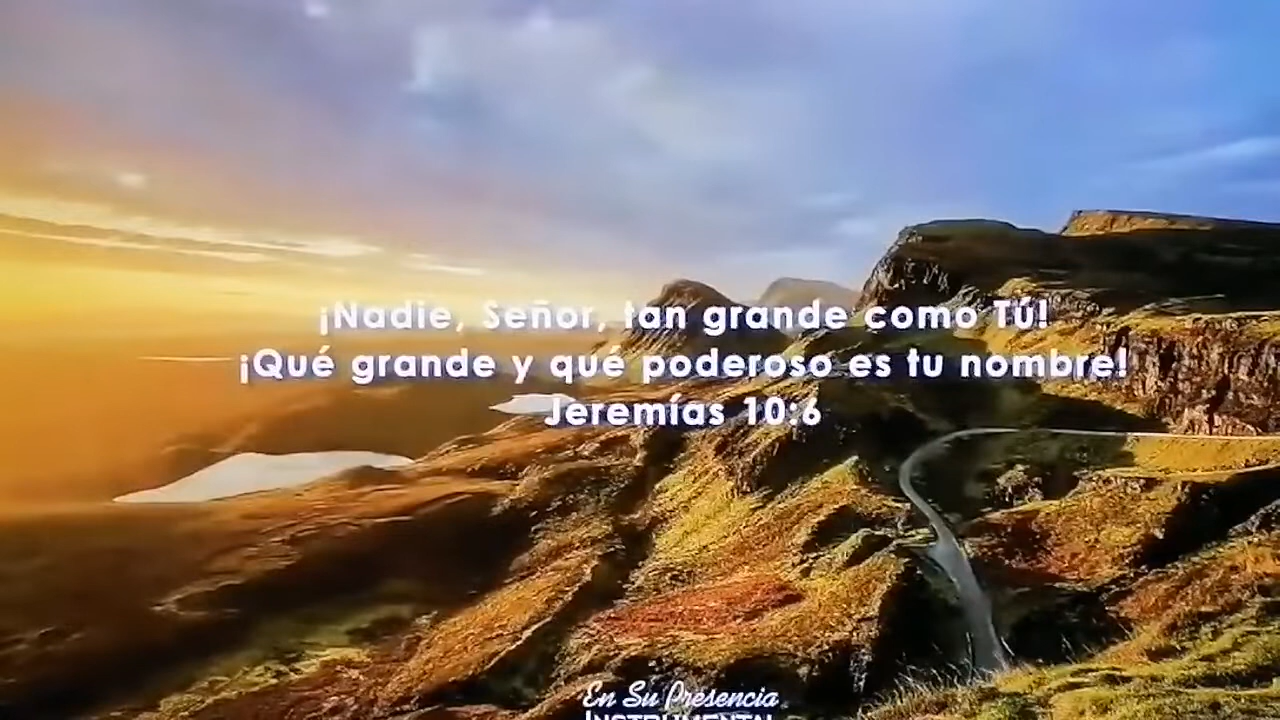 ¡Nadie, Señor, tan grande como Tú!
¡Qué grande y qué poderoso es tu nombre!
Jeremías 10:6
En Su Presencia
INSTRUMENTAL